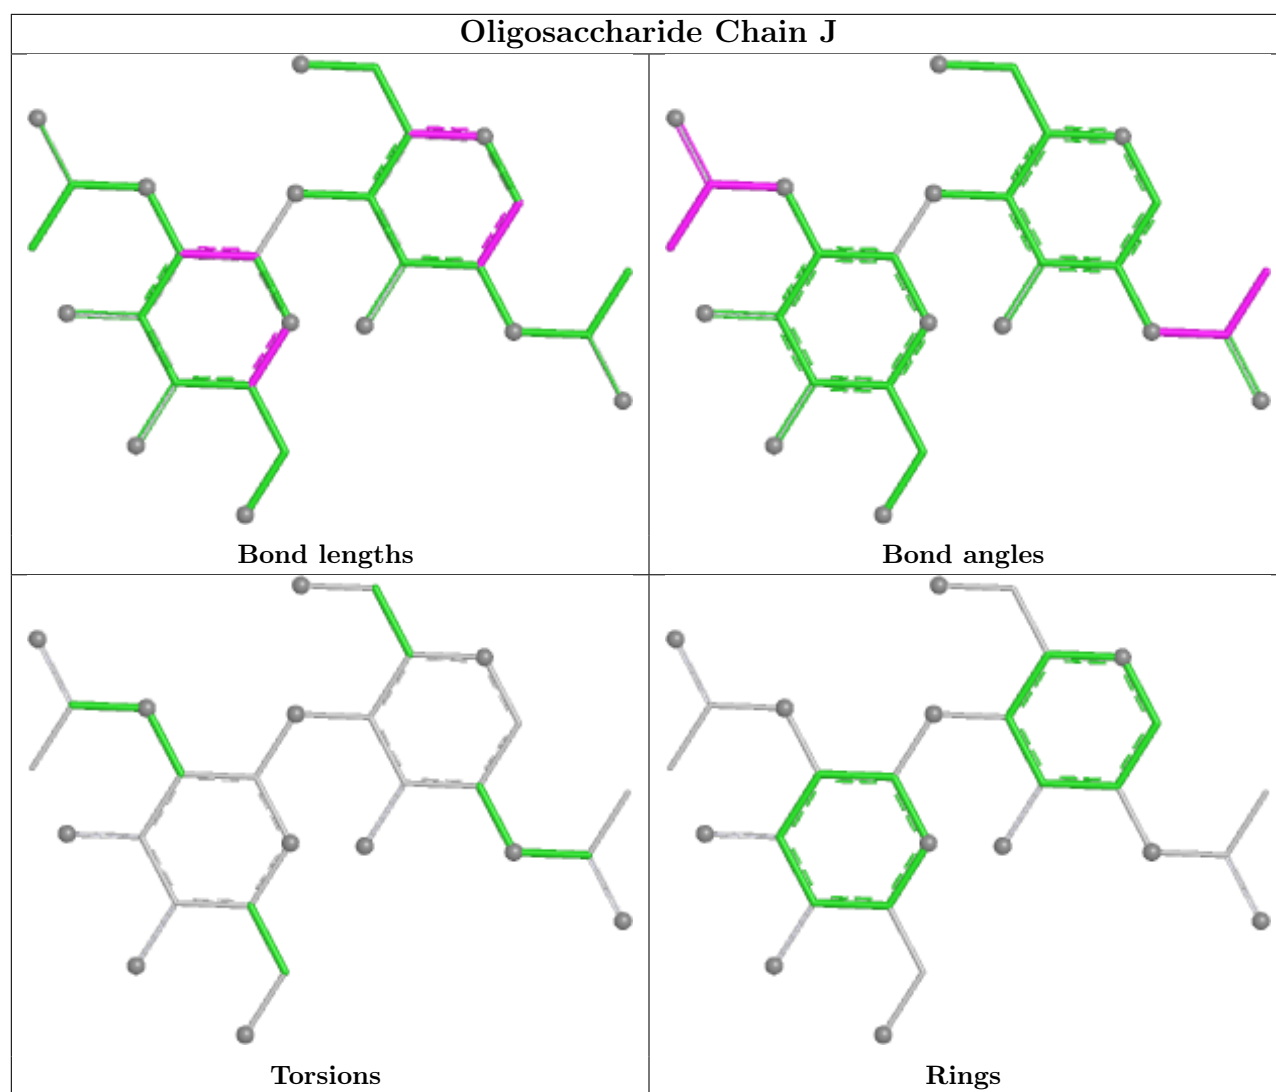 Oligosaccharide Chain J
Bond lengths
Bond angles
Torsions
Rings